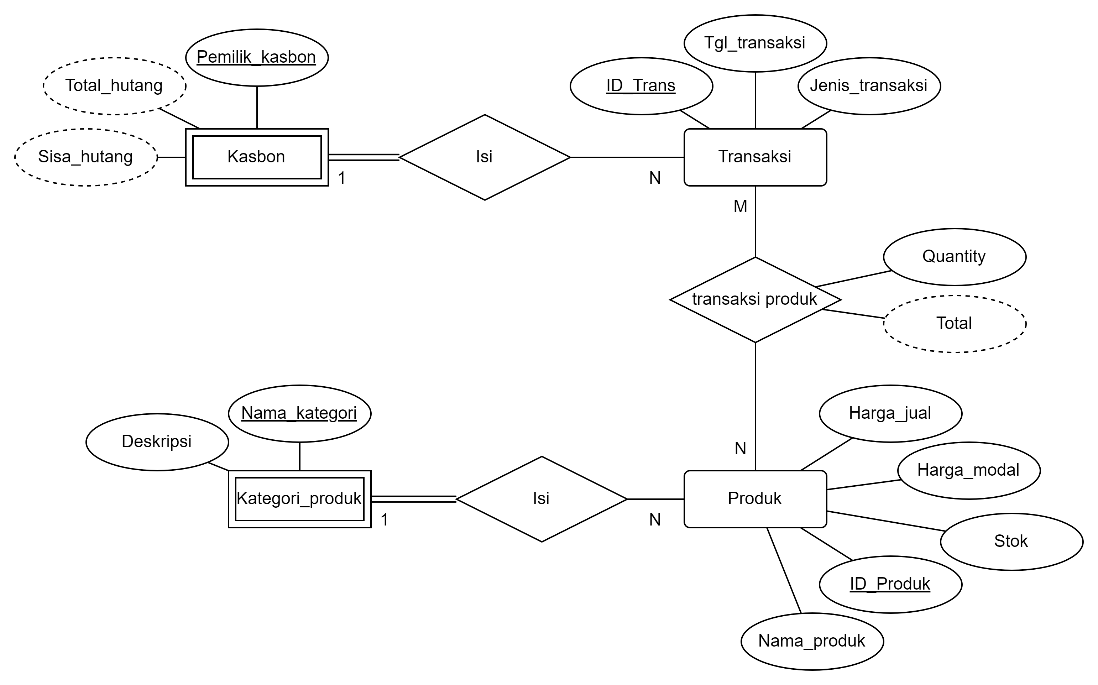 Tgl_transaksi
Pemilik_kasbon
Total_hutang
ID_Trans
Jenis_transaksi
Sisa_hutang
Kasbon
Isi
Transaksi
1
N
M
Quantity
transaksi produk
Total
Nama_kategori
Harga_jual
Deskripsi
N
Harga_modal
Kategori_produk
Isi
Produk
1
N
Stok
ID_Produk
Nama_produk